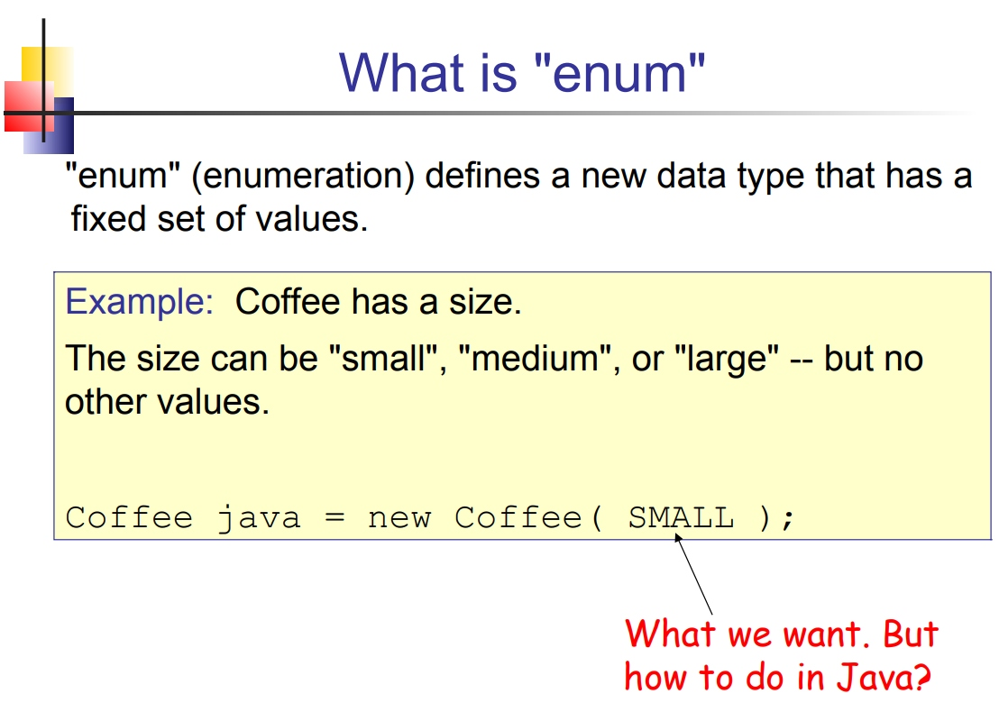 What is "enum"
"enum" (enumeration) defines a new data type that has a
fixed set of values.
Example: Coffee has a size.
The size can be "small", "medium", or "large" -- but no
other values.
Coffee java = new Coffee( SMALL );
What we want. But
how to do in Java?